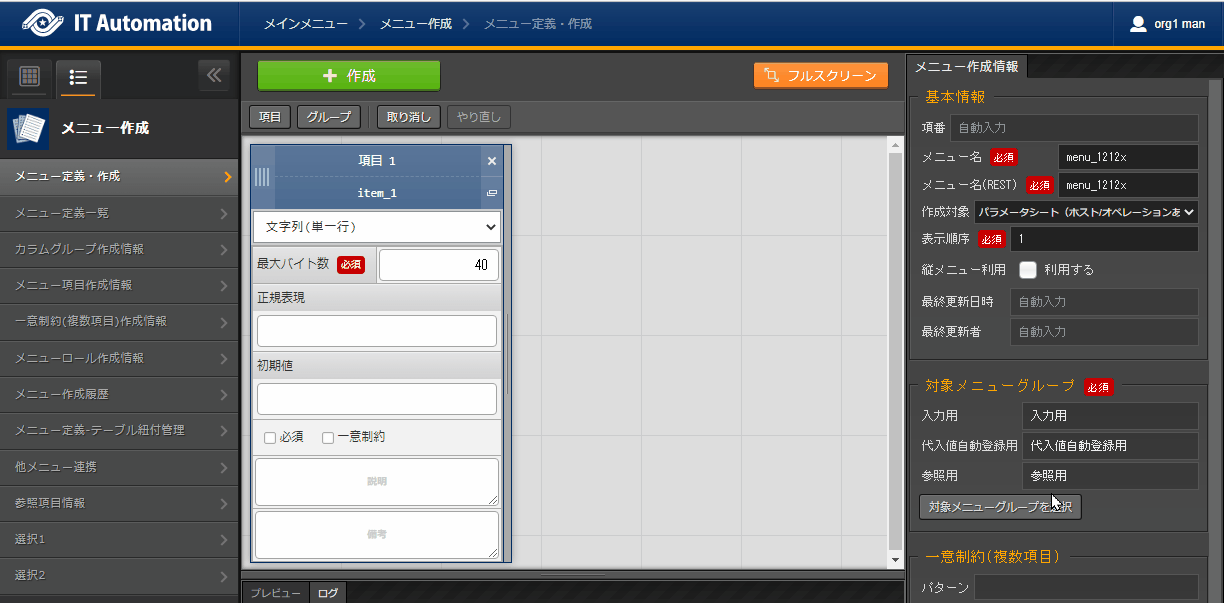 IT Automation
メインメニュー > メニュー作成 > メニュー定義・作成
org1 man
メニュー作成
メニュー定義・作成
メニュー定義一覧
カラムグループ作成情報
メニュー項目作成情報
一意制約(複数項目)作成情報
メニューロール作成情報
メニュー作成履歴
メニュー定義-テーブル紐付管理
他メニュー連携
参照項目情報
選択1
選択2
作成
フルスクリーン
項目 グループ 取り消し やり直し
項目 1
item_1
文字列(単一行)
最大バイト数 必須 40
正規表現
初期値
必須 一意制約
説明
備考
プレビュー ログ
メニュー作成情報
基本情報
項番 自動入力
メニュー名 必須 menu_1212x
メニュー名(REST) 必須 menu_1212x
作成対象 パラメータシート（ホスト/オペレーションあ
表示順序 必須 1
縦メニュー利用 利用する
最終更新日時 自動入力
最終更新者 自動入力
対象メニューグループ 必須
入力用 入力用
代入値自動登録用 代入値自動登録用
参照用 参照用
対象メニューグループを選択
一意制約(複数項目)
パターン